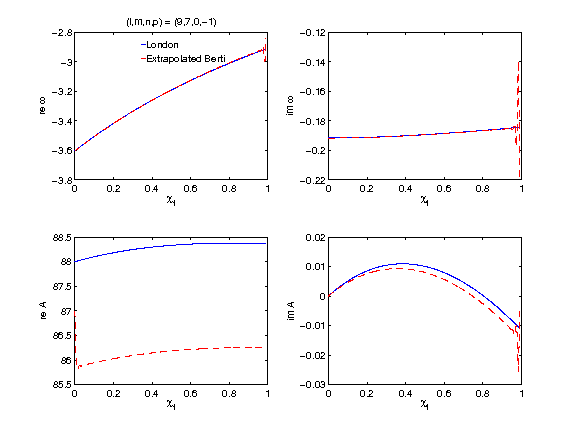 (l,m,n,p) = (9,7,0,−1)
London
Extrapolated Berti
re ω
−2.8
−3
−3.2
−3.4
−3.6
−3.8
0 0.2 0.4 0.6 0.8 1
χf
im ω
−0.12
−0.14
−0.16
−0.18
−0.2
−0.22
0 0.2 0.4 0.6 0.8 1
χf
re A
88.5
88
87.5
87
86.5
86
85.5
0 0.2 0.4 0.6 0.8 1
χf
im A
0.02
0.01
0
−0.01
−0.02
−0.03
0 0.2 0.4 0.6 0.8 1
χf